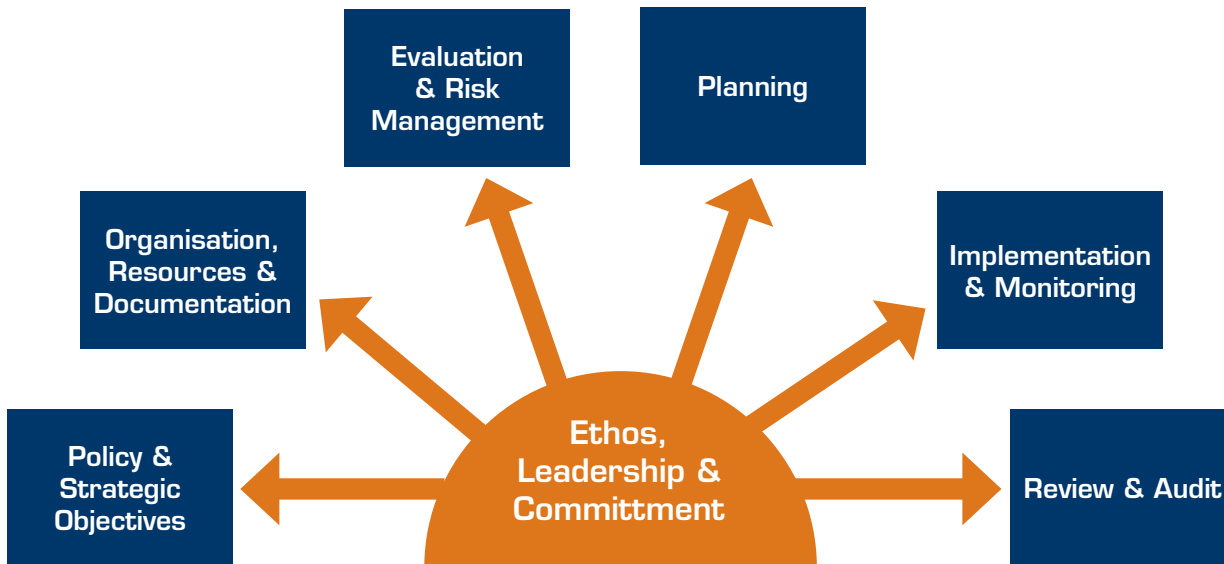 Evaluation
& Risk
Management
Planning
Organisation,
Resources &
Documentation
Implementation
& Monitoring
Policy &
Strategic
Objectives
Ethos,
Leadership &
Committment
Review & Audit